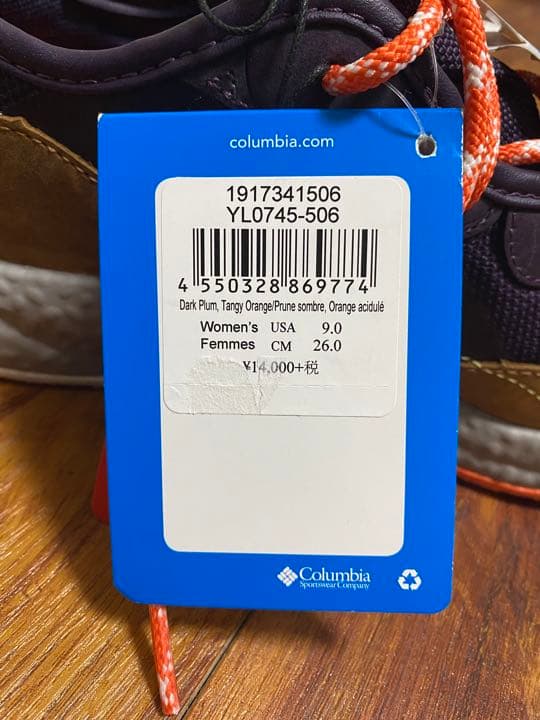 columbia.com
1917341506
YL0745-506
4 550328 869774
Dark Plum, Tangy Orange/Prune sombre, Orange acidulé
Women's USA 9.0
Femmes CM 26.0
¥14,000+税
Columbia
Sportswear Company